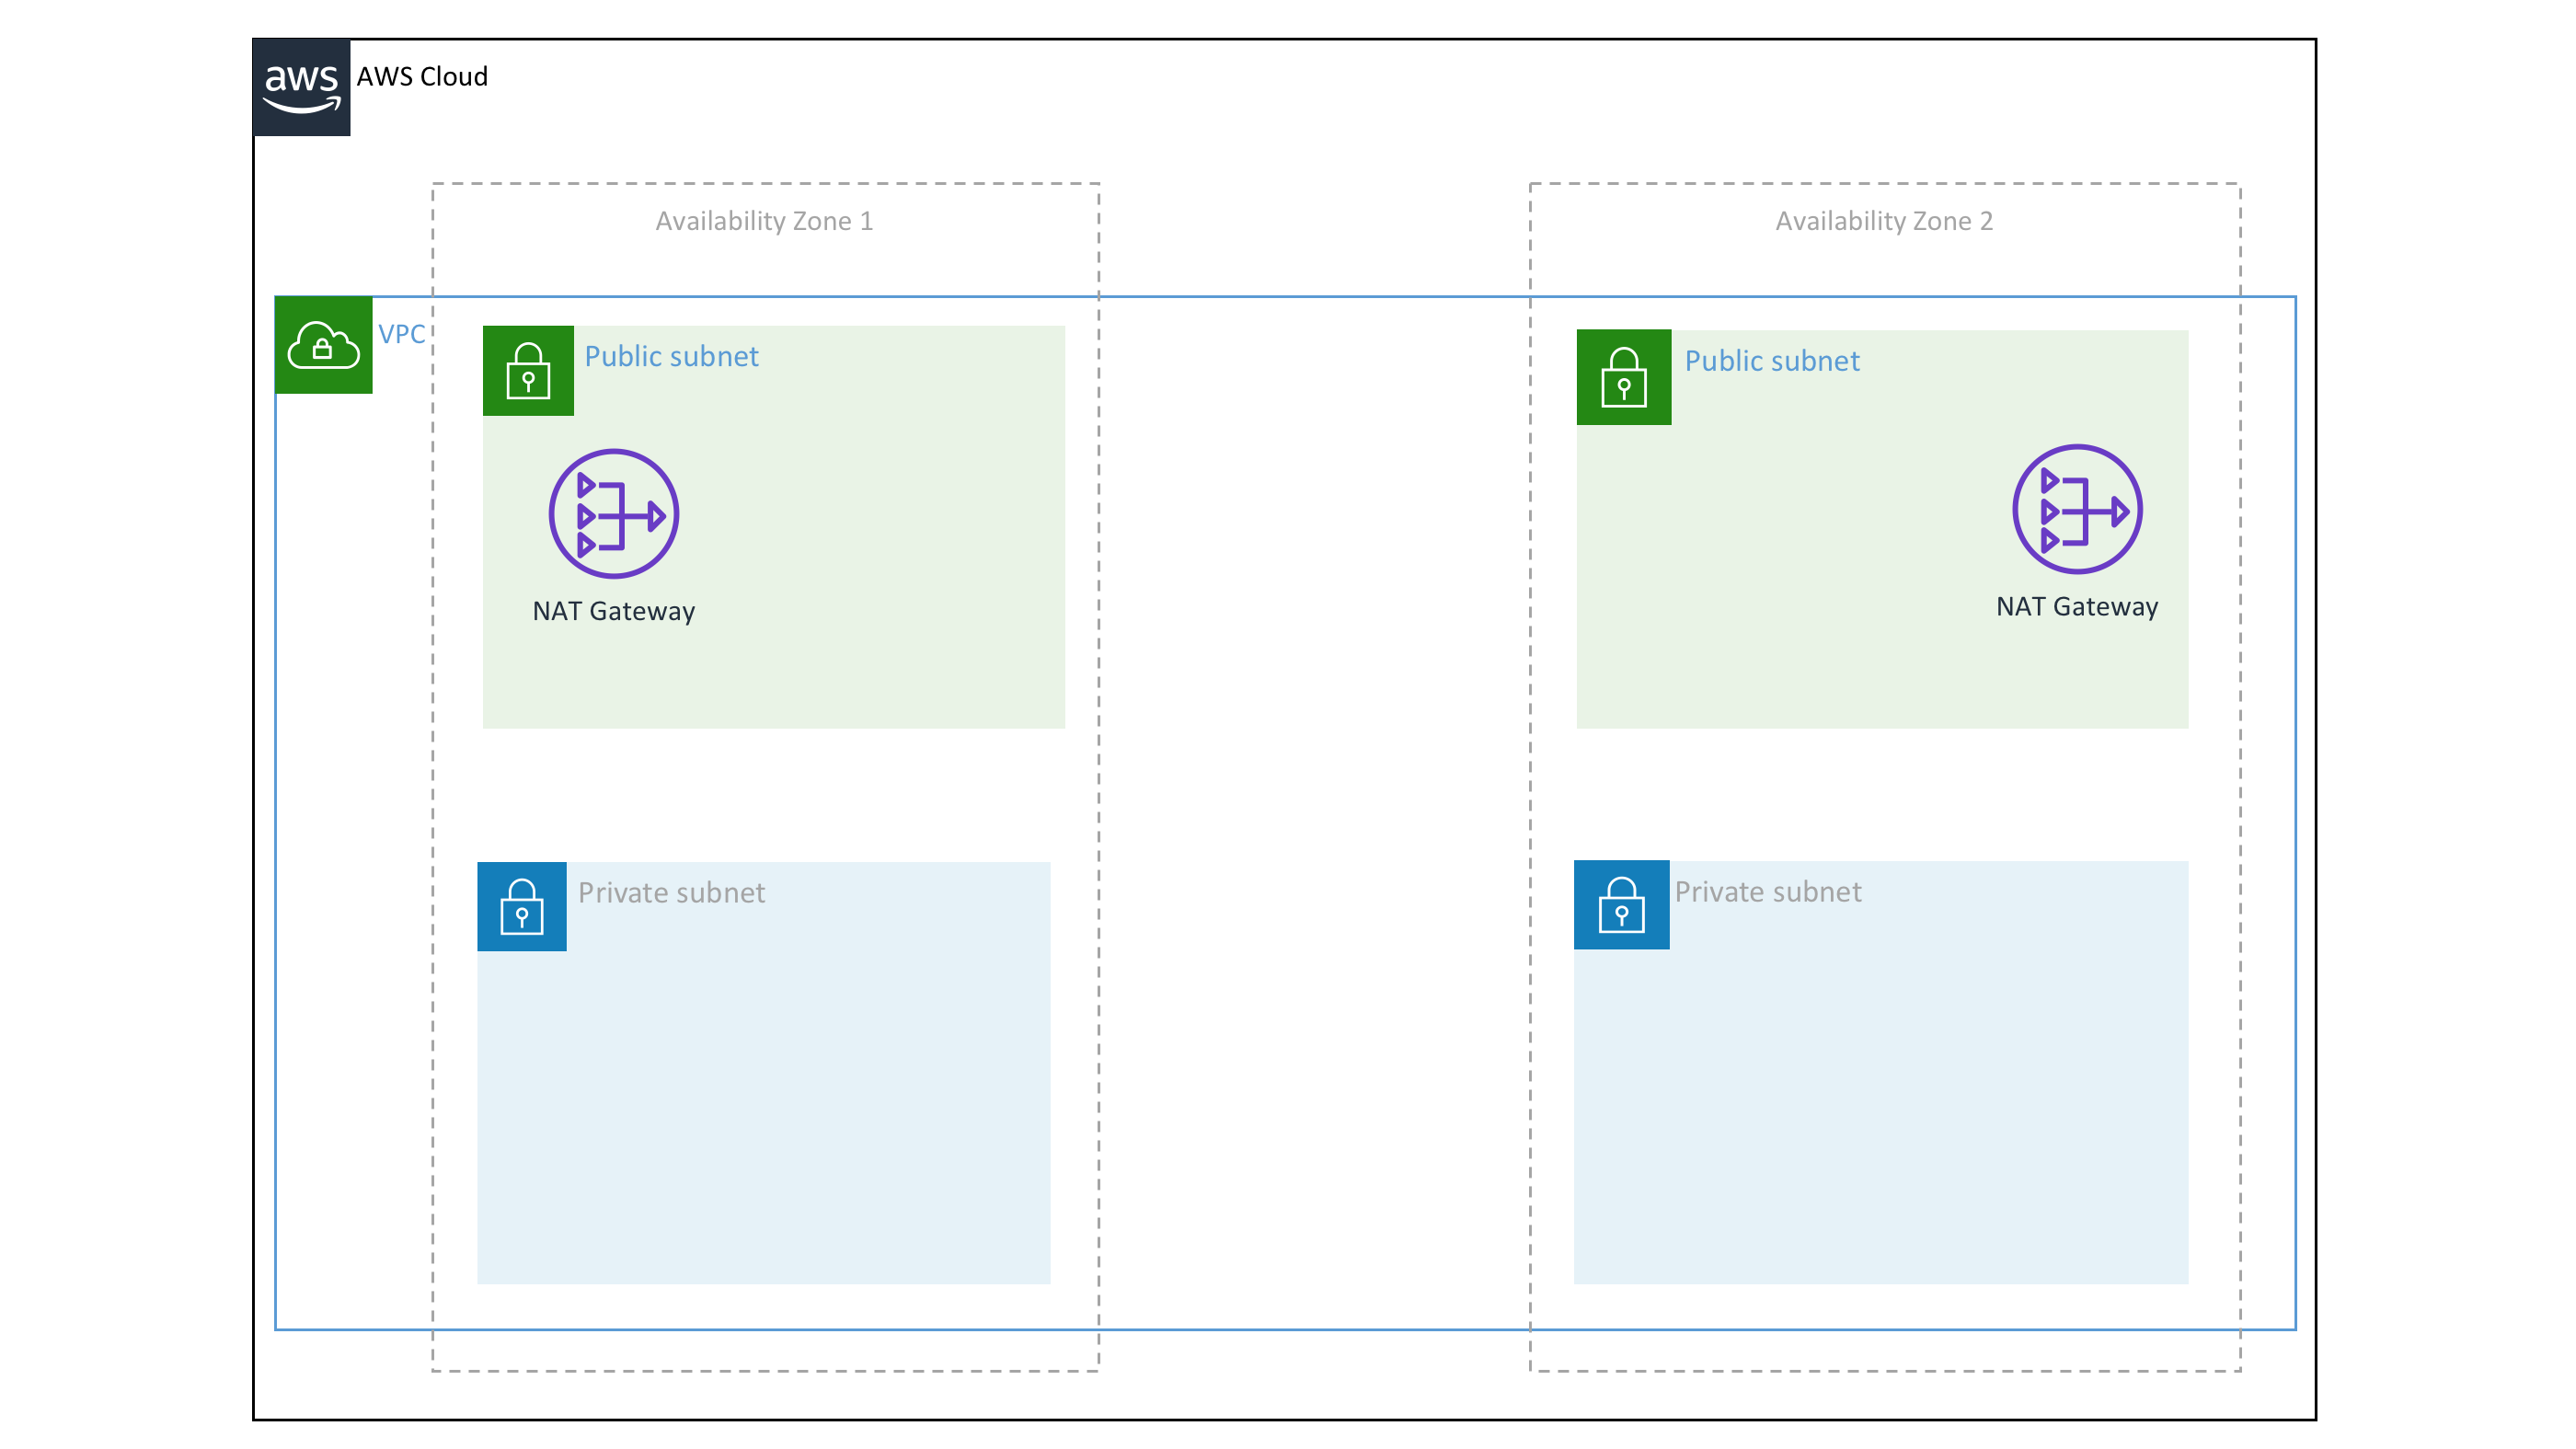 aws
AWS Cloud
Availability Zone 1
Availability Zone 2
VPC
Public subnet
Public subnet
NAT Gateway
NAT Gateway
Private subnet
Private subnet